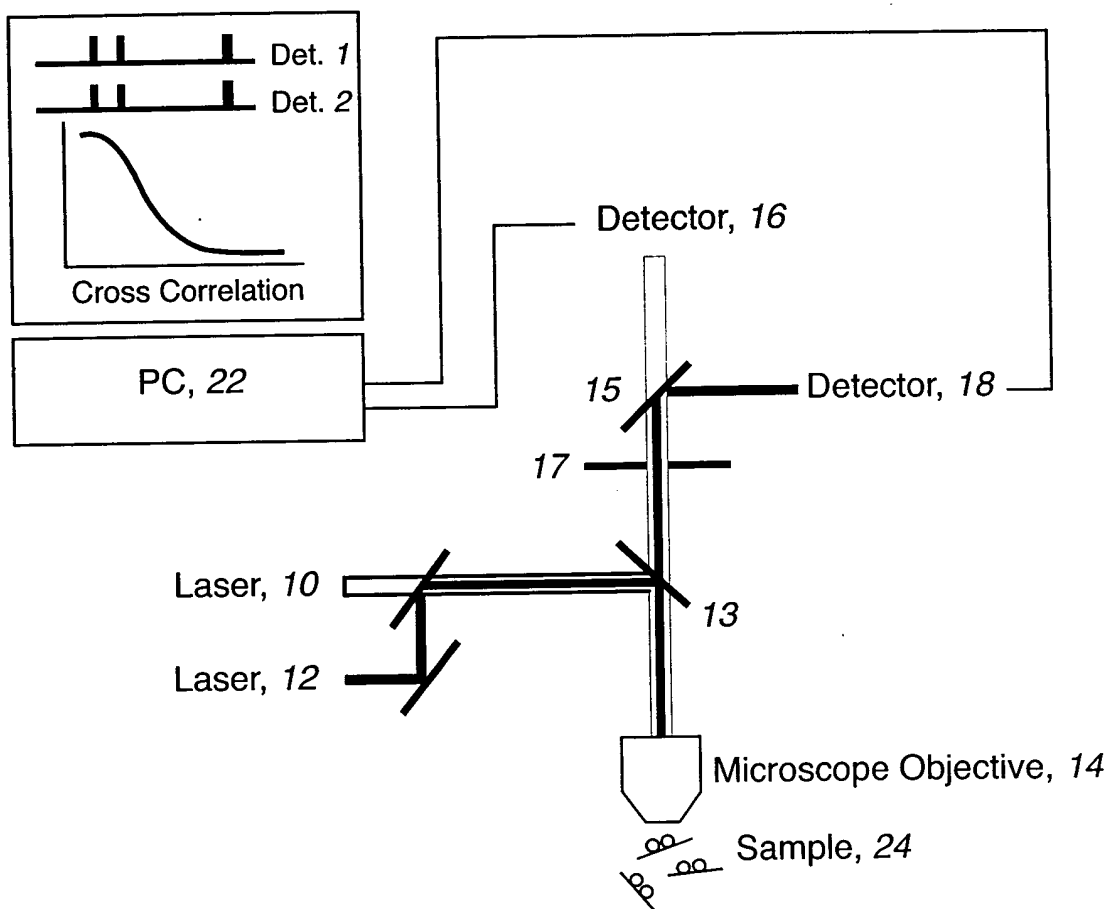 Det. 1
Det. 2
Cross Correlation
Detector, 16
PC, 22
15
Detector, 18
17
Laser, 10
13
Laser, 12
Microscope Objective, 14
Sample, 24